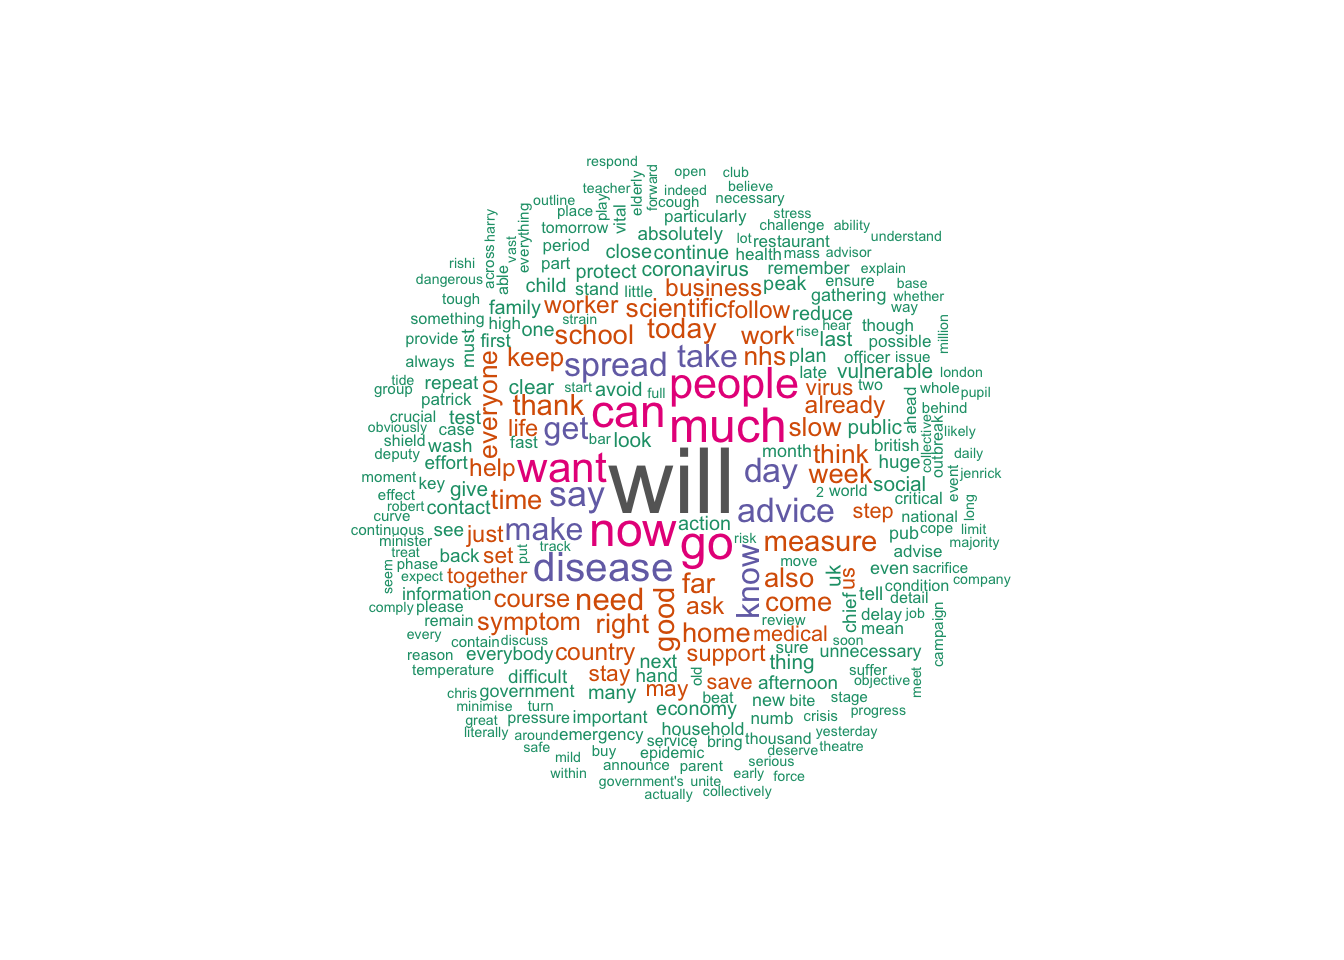 respond
open club
teacher elderly forward indeed believe
outline play cough necessary
place vital particularly stress
harry everything tomorrow absolutely challenge ability
across vast period close continue lot restaurant understand
rishi able part protect coronavirus health mass advisor
dangerous child stand little business remember explain
tough family worker scientific follow peak ensure base
something high one strain gathering whether
provide must first school today work reduce way
always everyone keep spread take nhs rise hear though million
tide repeat clear start avoid full people plan last possible
group patrick late officer issue london
crucial test thank can much virus two vulnerable whole pupil
obviously case life get bar look slow already ahead behind
shield wash fast public collective likely
deputy effort help want will month think british outbreak
moment key give day week huge daily
effect time say 2 world social event jenrick
robert contact advice critical long
curve see just make now action step national limit
continuous back set put track go risk measure pub cope majority
minister together disease know move uk us advise
treat phase far also even sacrifice
seem expect information course need good ask come chief tell condition company
comply please symptom right home review delay detail job
remain medical mean campaign
every contain discuss country support sure soon unnecessary
reason everybody next thing suffer
temperature difficult stay hand old save afternoon objective meet
chris government many may beat new bite stage
minimise turn economy numb crisis progress
great pressure important household thousand yesterday
literally around emergency service bring deserve theatre
safe buy epidemic serious
mild announce parent early force
within government's unite
actually collectively